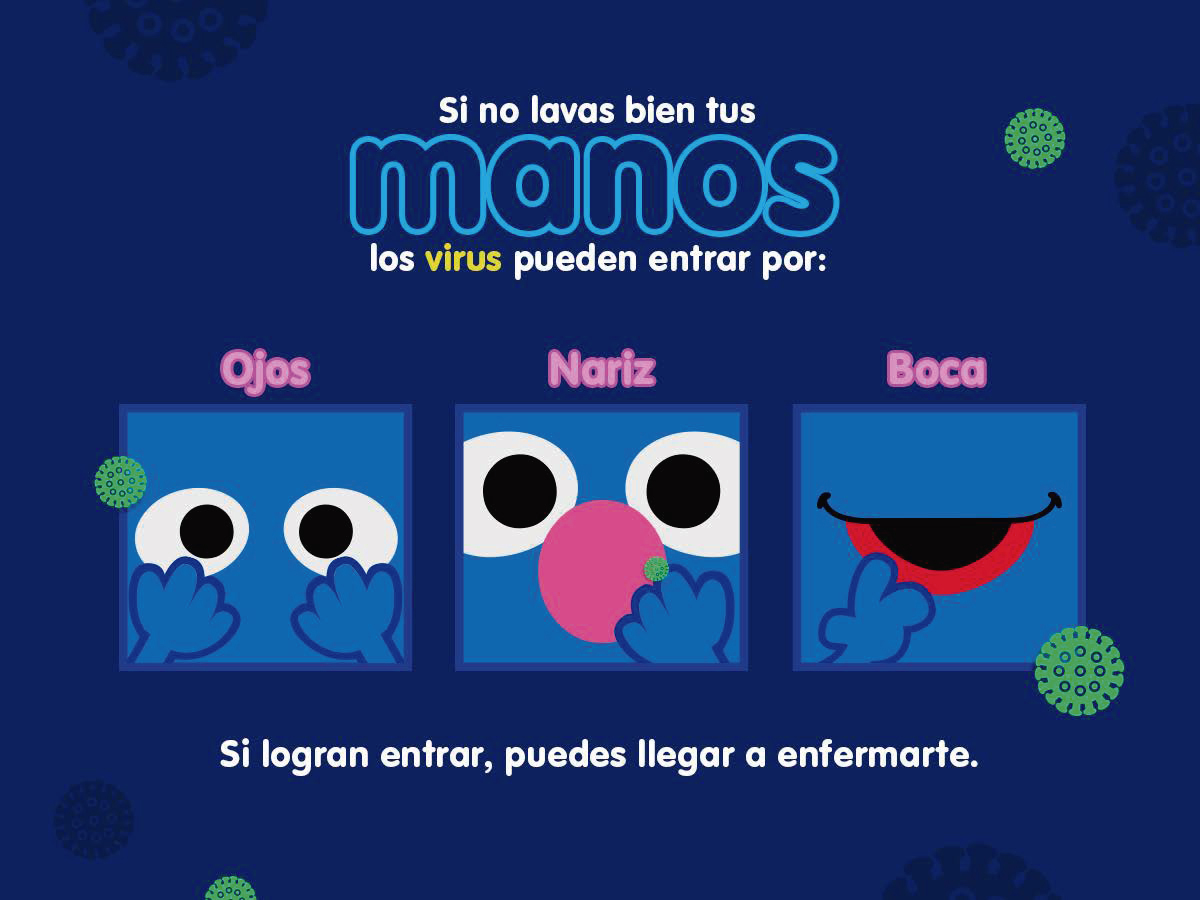 Si no lavas bien tus
manos
los virus pueden entrar por:
Ojos
Nariz
Boca
Si logran entrar, puedes llegar a enfermarte.